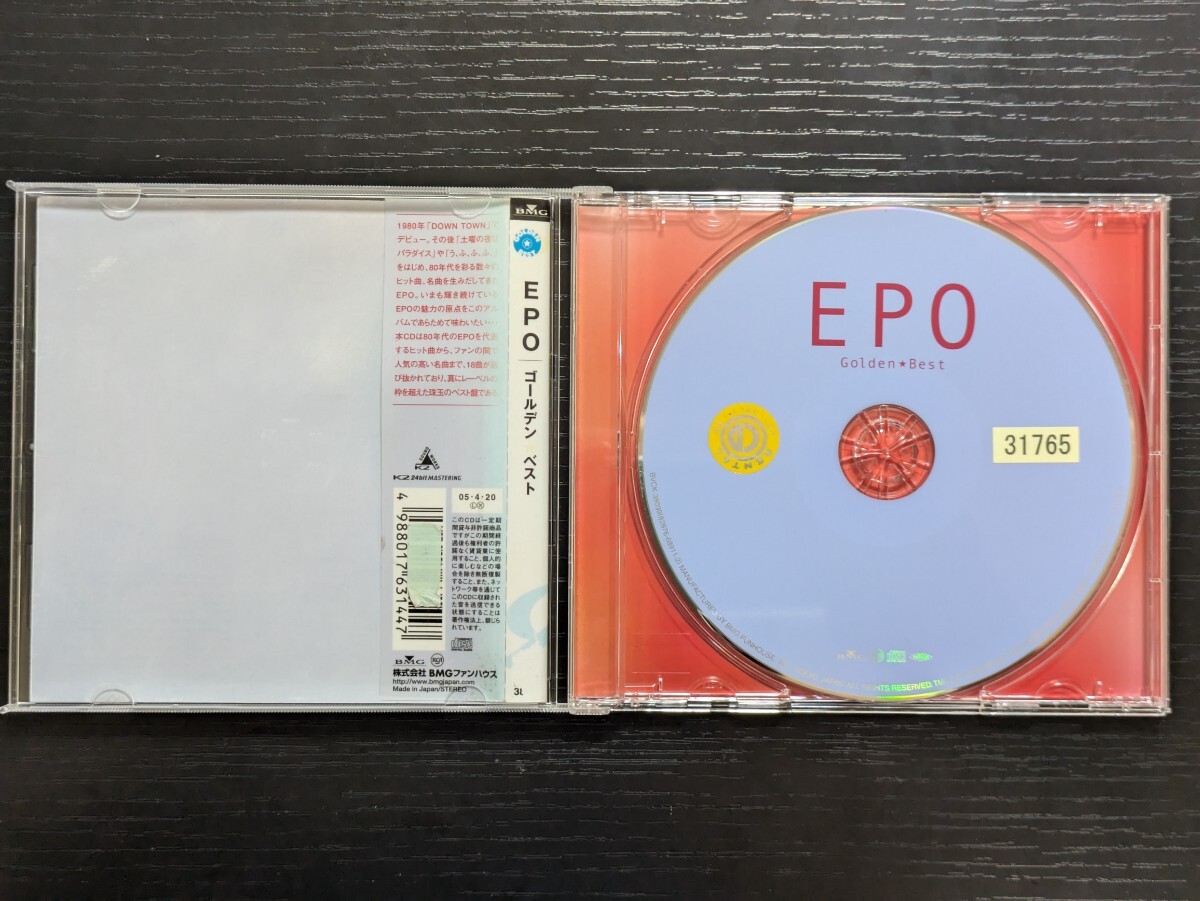 1980年「DOWN TOWN」
デビュー。その後「土曜の夜は
パラダイス」や「う、ふ、ふ、ふ、
をはじめ、80年代を彩る数々の
ヒット曲、名曲を生みだしてき
EPO。いまも輝き続けている
EPOの魅力の原点をこのアル
バムであらためて味わいたい…
本CDは80年代のEPOを代表
するヒット曲から、ファンの間で
人気の高い名曲まで、18曲が
び抜かれており、真にレーベルの
枠を超えた珠玉のベスト盤である
K2 24bit MASTERING
4 988017 631447
05・4・20
このCDは一定期
間貸与非許諾商品
ですがこの期間経
過後も権利者の許
諾なく賃貸業に使
用すること、個人的
に楽しむなどの場
合を除き無断複製
すること、また、ネッ
トワーク等を通じて
このCDに収録され
た音を送信できる
状態にすることは
著作権法上、禁じら
れています。
BMG
株式会社 BMGファンハウス
http://www.bmgjapan.com
Made in Japan/STEREO
BMG
EPO
ゴールデン ベスト
EPO
Golden★Best
31765
MANUFACTURED BY BMG FUNHOUSE,
BMG
RIGHTS RESERVED.